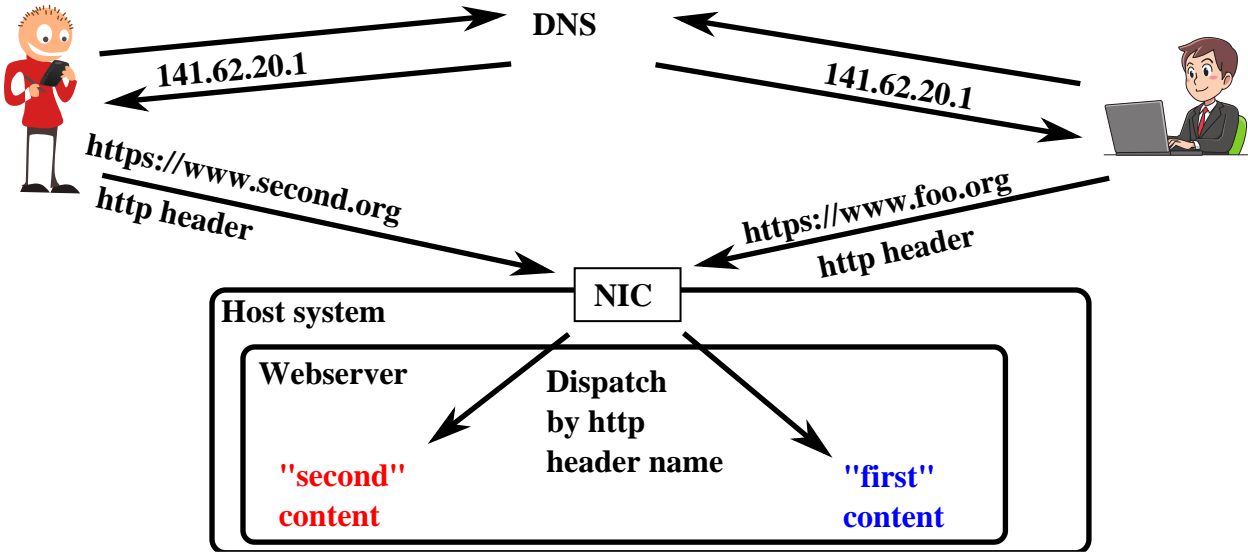 DNS
141.62.20.1
141.62.20.1
https://www.second.org
http header
https://www.foo.org
http header
NIC
Host system
Webserver
Dispatch
by http
header name
"second"
content
"first"
content